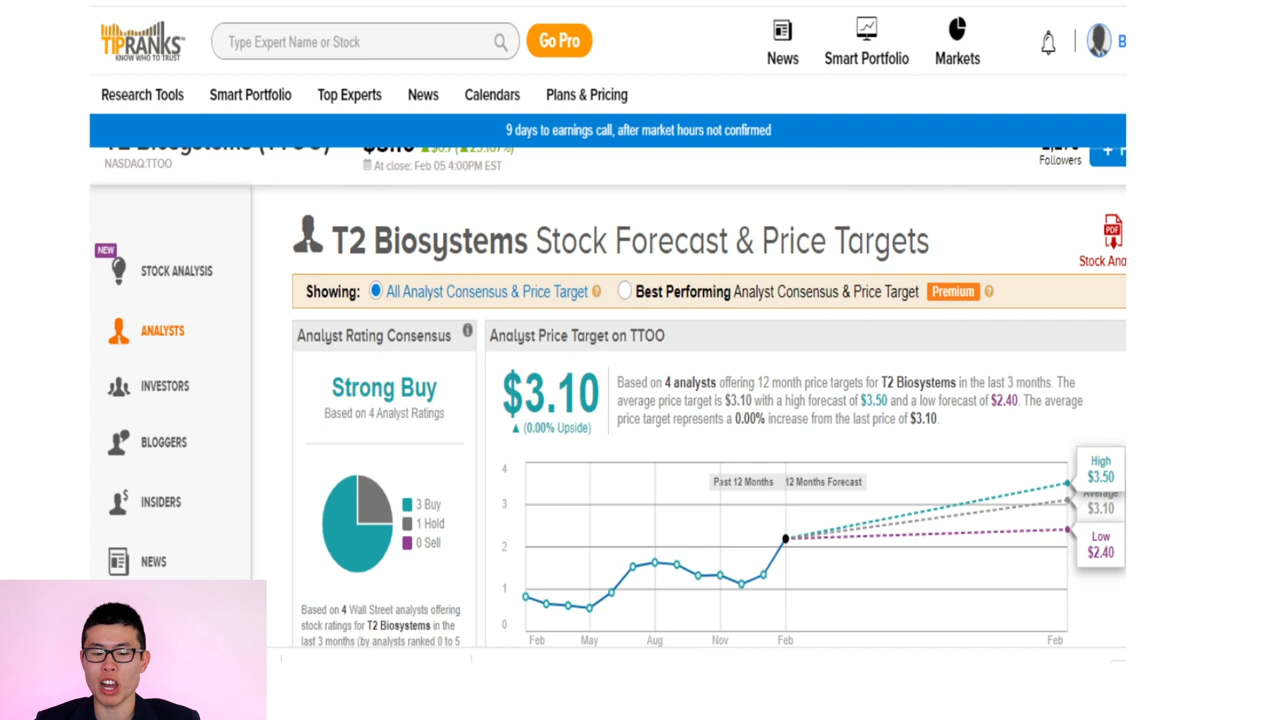 TIPRANKS
KNOW WHO TO TRUST
Type Expert Name or Stock
Go Pro
News
Smart Portfolio
Markets
B
Research Tools
Smart Portfolio
Top Experts
News
Calendars
Plans & Pricing
9 days to earnings call, after market hours not confirmed
NASDAQ:TTOO
At close: Feb 05 4:00PM EST
Followers
T2 Biosystems Stock Forecast & Price Targets
PDF
Stock Ana
Showing: All Analyst Consensus & Price Target Best Performing Analyst Consensus & Price Target Premium
NEW
STOCK ANALYSIS
ANALYSTS
INVESTORS
BLOGGERS
INSIDERS
NEWS
Analyst Rating Consensus
Strong Buy
Based on 4 Analyst Ratings
3 Buy
1 Hold
0 Sell
Based on 4 Wall Street analysts offering
stock ratings for T2 Biosystems in the
last 3 months (by analysts ranked 0 to 5
Analyst Price Target on TTOO
$3.10
▲ (0.00% Upside)
Based on 4 analysts offering 12 month price targets for T2 Biosystems in the last 3 months. The
average price target is $3.10 with a high forecast of $3.50 and a low forecast of $2.40. The average
price target represents a 0.00% increase from the last price of $3.10.
Past 12 Months
12 Months Forecast
4
3
2
1
0
Feb
May
Aug
Nov
Feb
Feb
High
$3.50
Average
$3.10
Low
$2.40